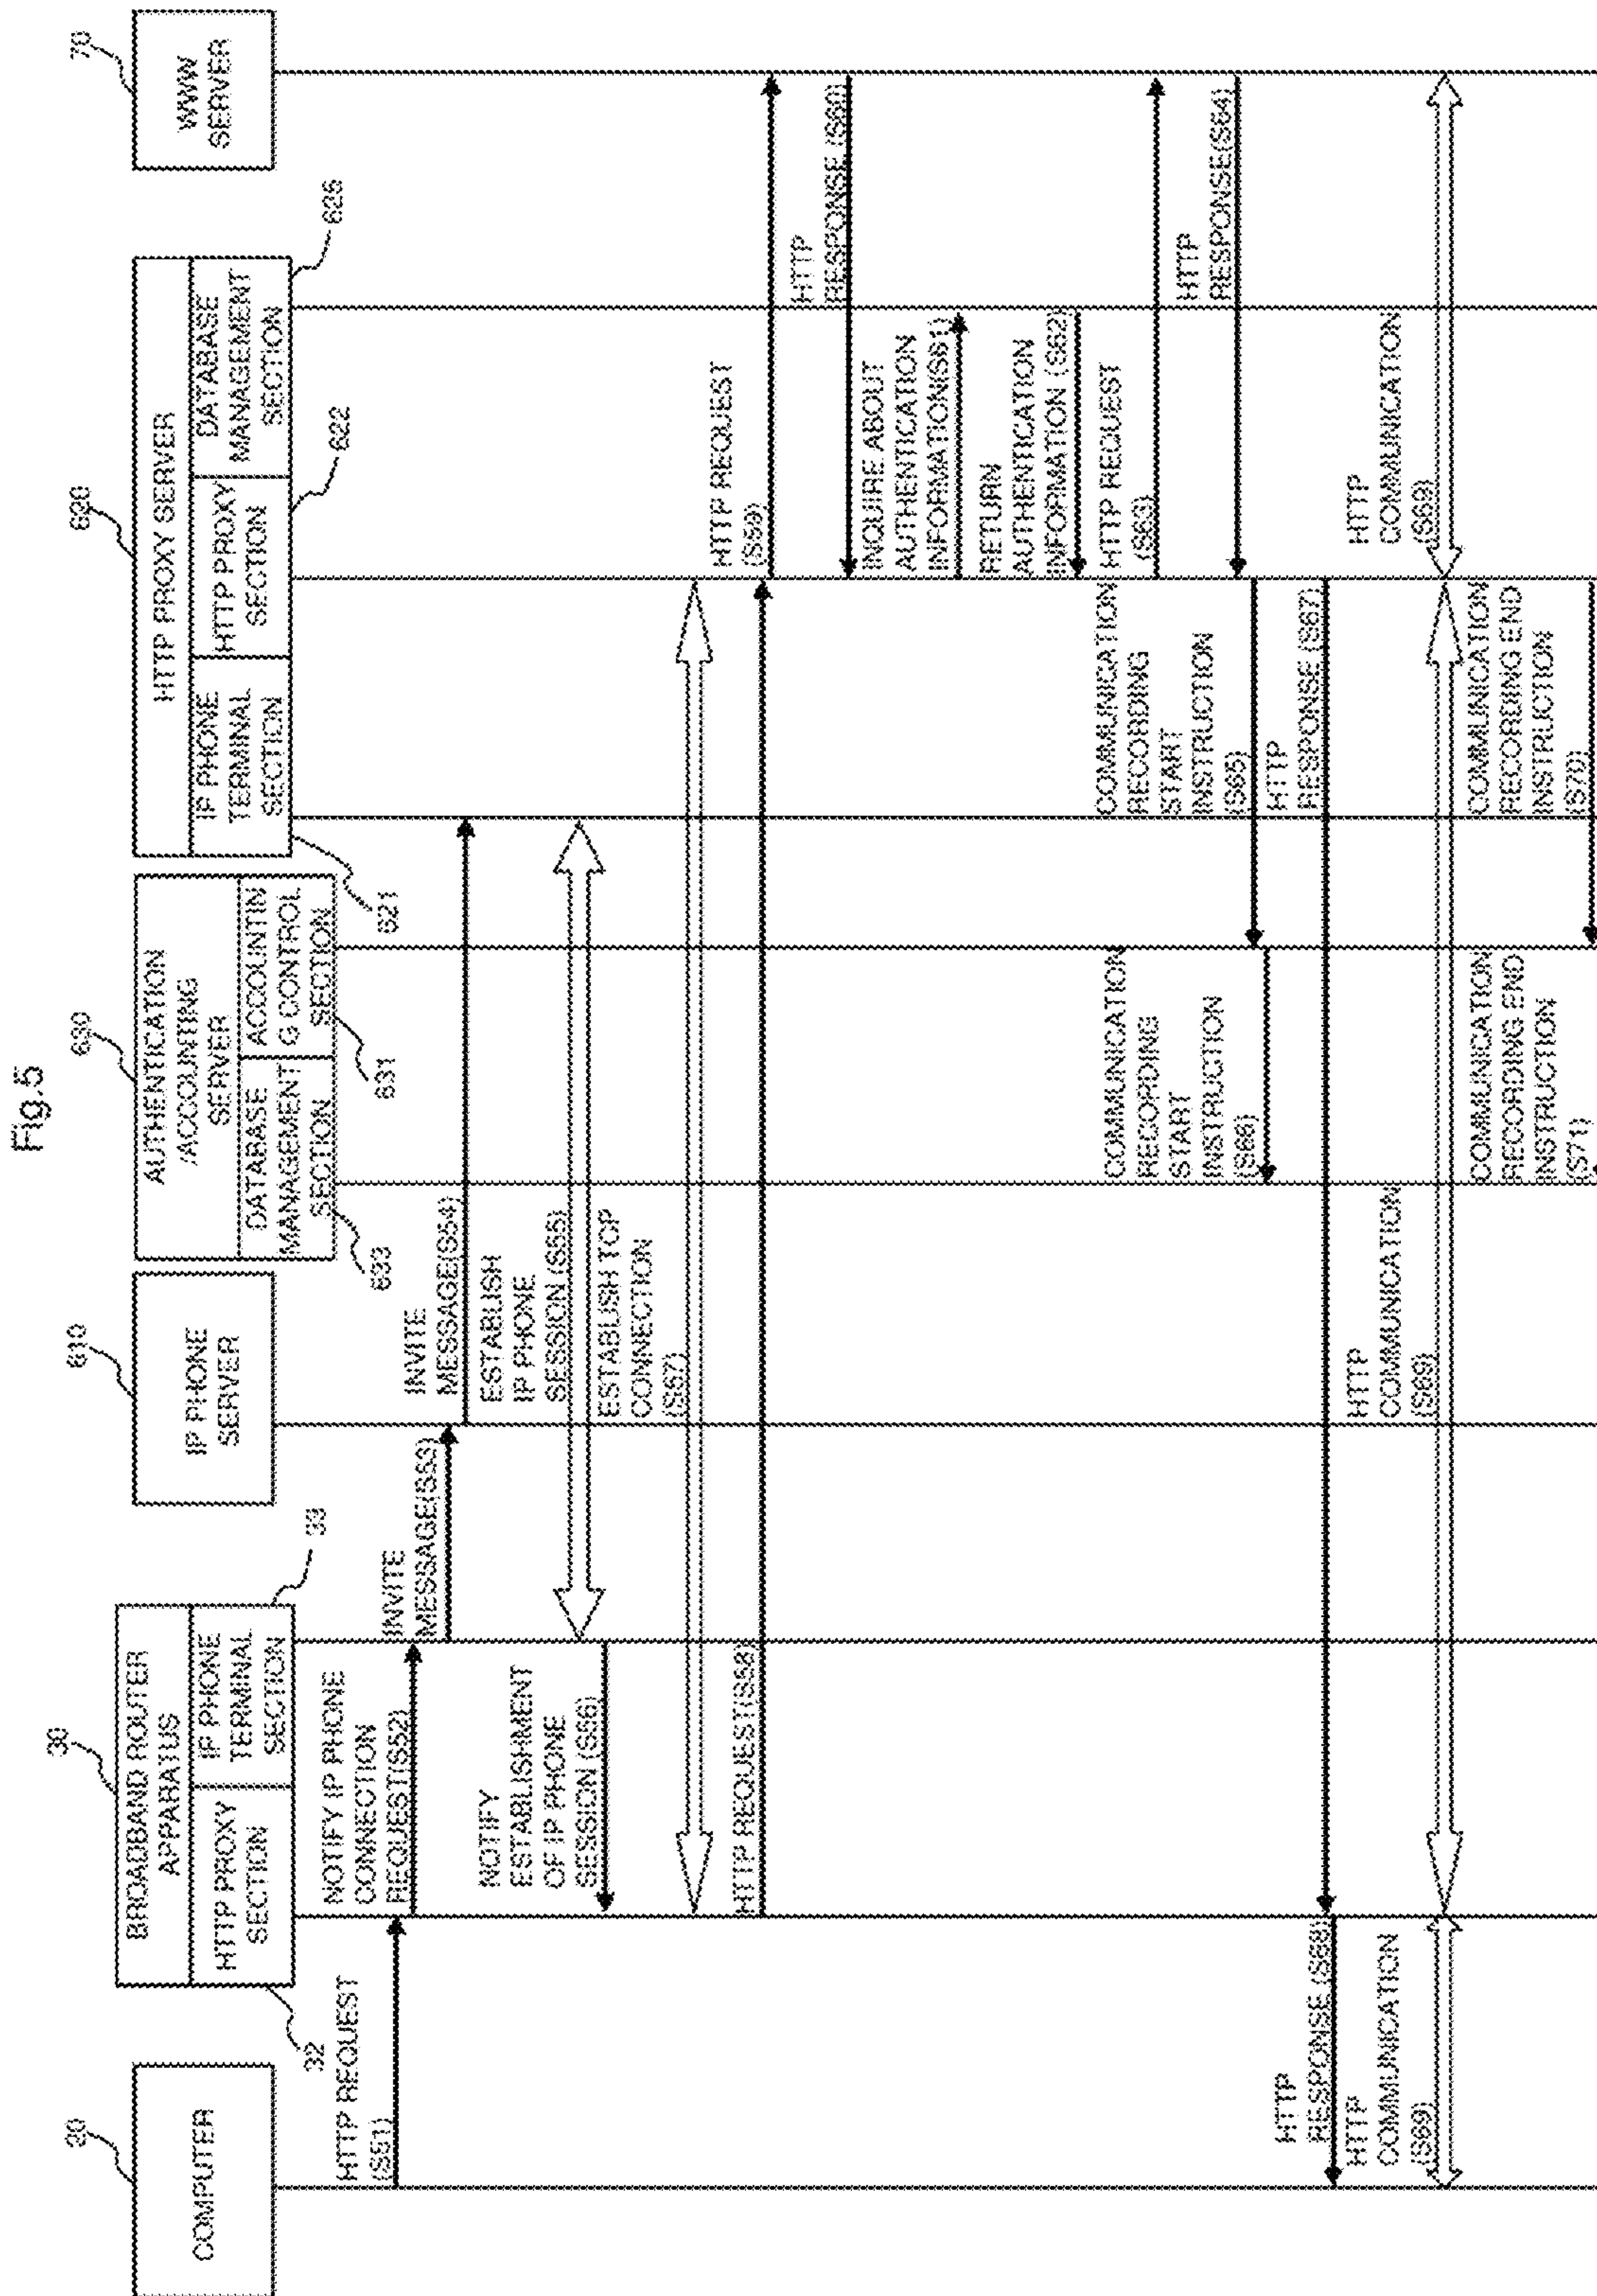 Fig.5
20
COMPUTER
30
BROADBAND ROUTER
APPARATUS
HTTP PROXY
SECTION
IP PHONE
TERMINAL
SECTION
32
33
610
IP PHONE
SERVER
630
AUTHENTICATION
/ACCOUNTING
SERVER
DATABASE
MANAGEMENT
SECTION
ACCOUNTIN
G CONTROL
SECTION
633
631
620
HTTP PROXY SERVER
IP PHONE
TERMINAL
SECTION
HTTP PROXY
SECTION
DATABASE
MANAGEMENT
SECTION
621
622
625
70
WWW
SERVER
HTTP REQUEST
(S51)
NOTIFY IP PHONE
CONNECTION
REQUEST(S52)
INVITE
MESSAGE(S53)
INVITE
MESSAGE(S54)
ESTABLISH
IP PHONE
SESSION (S55)
NOTIFY
ESTABLISHMENT
OF IP PHONE
SESSION (S56)
ESTABLISH TCP
CONNECTION
(S57)
HTTP REQUEST(S58)
HTTP REQUEST
(S59)
HTTP
RESPONSE (S60)
INQUIRE ABOUT
AUTHENTICATION
INFORMATION(S61)
RETURN
AUTHENTICATION
INFORMATION (S62)
HTTP REQUEST
(S63)
HTTP
RESPONSE(S64)
COMMUNICATION
RECORDING
START
INSTRUCTION
(S65)
COMMUNICATION
RECORDING
START
INSTRUCTION
(S66)
HTTP
RESPONSE (S67)
HTTP
RESPONSE (S68)
HTTP
COMMUNICATION
(S69)
HTTP
COMMUNICATION
(S69)
HTTP
COMMUNICATION
(S69)
COMMUNICATION
RECORDING END
INSTRUCTION
(S70)
COMMUNICATION
RECORDING END
INSTRUCTION
(S71)